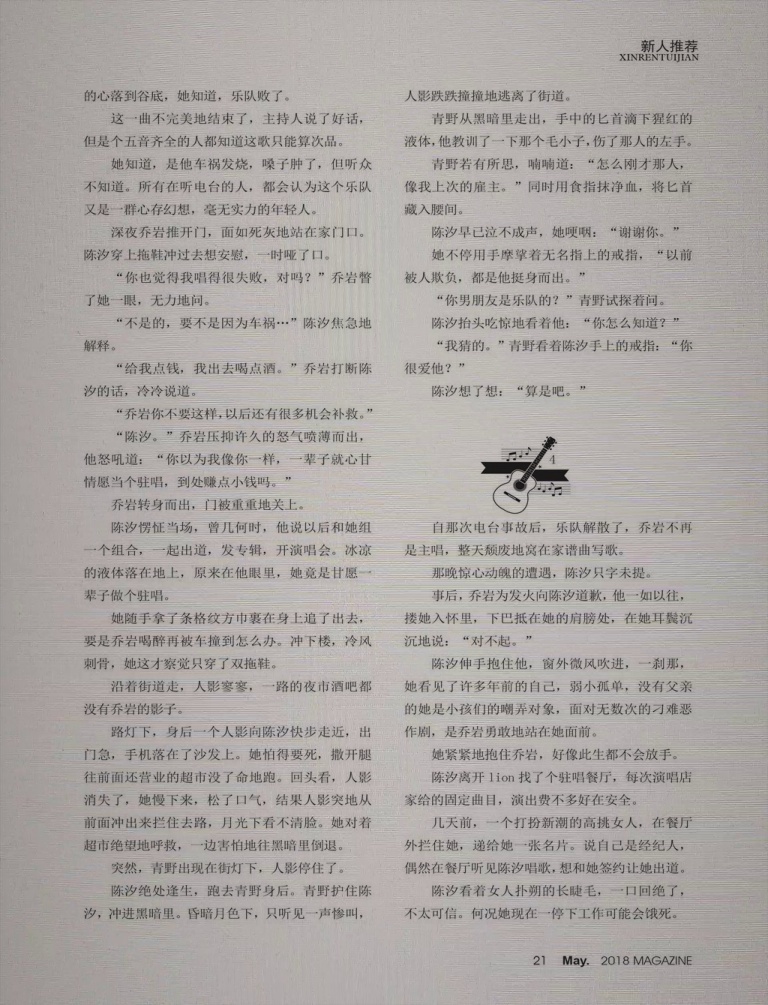 新人推荐
XINRENTUIJIAN
的心落到谷底，她知道，乐队败了。
这一曲不完美地结束了，主持人说了好话，
但是个五音齐全的人都知道这歌只能算次品。
她知道，是他车祸发烧，嗓子肿了，但听众
不知道。所有在听电台的人，都会认为这个乐队
又是一群心存幻想，毫无实力的年轻人。
深夜乔岩推开门，面如死灰地站在家门口。
陈汐穿上拖鞋冲过去想安慰，一时哑了口。
“你也觉得我唱得很失败，对吗？”乔岩瞥
了她一眼，无力地问。
“不是的，要不是因为车祸…”陈汐焦急地
解释。
“给我点钱，我出去喝点酒。”乔岩打断陈
汐的话，冷冷说道。
“乔岩你不要这样，以后还有很多机会补救。”
“陈汐。”乔岩压抑许久的怒气喷薄而出，
他怒吼道：“你以为我像你一样，一辈子就心甘
情愿当个驻唱，到处赚点小钱吗。”
乔岩转身而出，门被重重地关上。
陈汐愣怔当场，曾几何时，他说以后和她组
一个组合，一起出道，发专辑，开演唱会。冰凉
的液体落在地上，原来在他眼里，她竟是甘愿一
辈子做个驻唱。
她随手拿了条格纹方巾裹在身上追了出去，
要是乔岩喝醉再被车撞到怎么办。冲下楼，冷风
刺骨，她这才察觉只穿了双拖鞋。
沿着街道走，人影寥寥，一路的夜市酒吧都
没有乔岩的影子。
路灯下，身后一个人影向陈汐快步走近，出
门急，手机落在了沙发上。她怕得要死，撒开腿
往前面还营业的超市没了命地跑。回头看，人影
消失了，她慢下来，松了口气，结果人影突地从
前面冲出来拦住去路，月光下看不清脸。她对着
超市绝望地呼救，一边害怕地往黑暗里倒退。
突然，青野出现在街灯下，人影停住了。
陈汐绝处逢生，跑去青野身后。青野护住陈
汐，冲进黑暗里。昏暗月色下，只听见一声惨叫，
人影跌跌撞撞地逃离了街道。
青野从黑暗里走出，手中的匕首滴下猩红的
液体，他教训了一下那个毛小子，伤了那人的左手。
青野若有所思，喃喃道：“怎么刚才那人，
像我上次的雇主。”同时用食指抹净血，将匕首
藏入腰间。
陈汐早已泣不成声，她哽咽：“谢谢你。”
她不停用手摩挲着无名指上的戒指，“以前
被人欺负，都是他挺身而出。”
“你男朋友是乐队的？”青野试探着问。
陈汐抬头吃惊地看着他：“你怎么知道？”
“我猜的。”青野看着陈汐手上的戒指：“你
很爱他？”
陈汐想了想：“算是吧。”
4
自那次电台事故后，乐队解散了，乔岩不再
是主唱，整天颓废地窝在家谱曲写歌。
那晚惊心动魄的遭遇，陈汐只字未提。
事后，乔岩为发火向陈汐道歉，他一如以往，
搂她入怀里，下巴抵在她的肩膀处，在她耳鬓沉
沉地说：“对不起。”
陈汐伸手抱住他，窗外微风吹进，一刹那，
她看见了许多年前的自己，弱小孤单，没有父亲
的她是小孩们的嘲弄对象，面对无数次的刁难恶
作剧，是乔岩勇敢地站在她面前。
她紧紧地抱住乔岩，好像此生都不会放手。
陈汐离开 lion 找了个驻唱餐厅，每次演唱店
家给的固定曲目，演出费不多好在安全。
几天前，一个打扮新潮的高挑女人，在餐厅
外拦住她，递给她一张名片。说自己是经纪人，
偶然在餐厅听见陈汐唱歌，想和她签约让她出道。
陈汐看着女人扑朔的长睫毛，一口回绝了，
不太可信。何况她现在一停下工作可能会饿死。
21 May. 2018 MAGAZINE